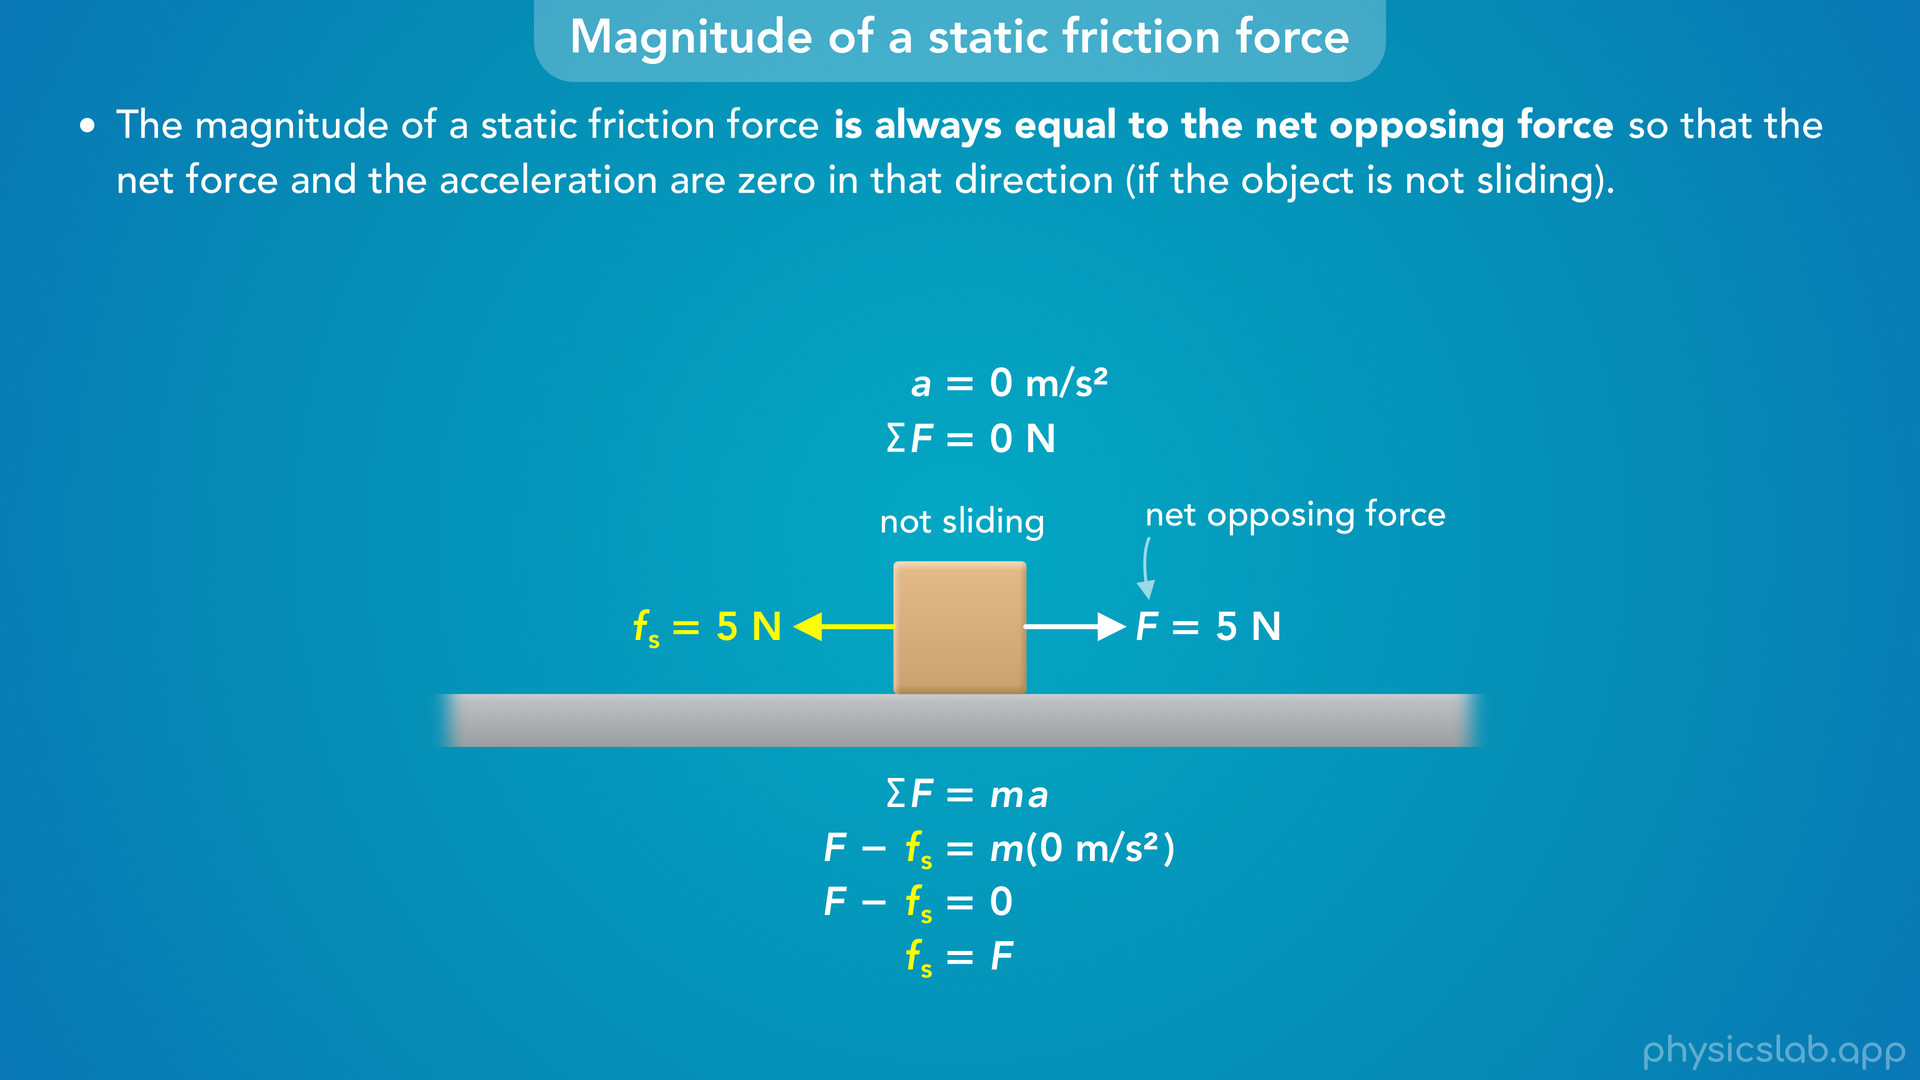 Magnitude of a static friction force
• The magnitude of a static friction force is always equal to the net opposing force so that the
net force and the acceleration are zero in that direction (if the object is not sliding).
a = 0 m/s²
ΣF = 0 N
not sliding
net opposing force
fₛ = 5 N
F = 5 N
ΣF = ma
F − fₛ = m(0 m/s²)
F − fₛ = 0
fₛ = F
physicslab.app